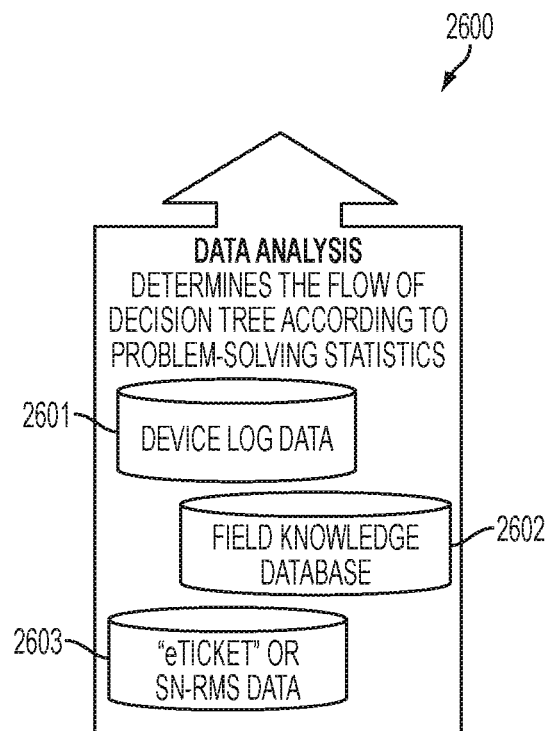 2600
DATA ANALYSIS
DETERMINES THE FLOW OF
DECISION TREE ACCORDING TO
PROBLEM-SOLVING STATISTICS
2601
DEVICE LOG DATA
FIELD KNOWLEDGE
DATABASE
2602
2603
“eTICKET” OR
SN-RMS DATA